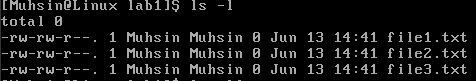 [Muhsin@Linux lab1]$ ls -l
total 0
-rw-rw-r--. 1 Muhsin Muhsin 0 Jun 13 14:41 file1.txt
-rw-rw-r--. 1 Muhsin Muhsin 0 Jun 13 14:41 file2.txt
-rw-rw-r--. 1 Muhsin Muhsin 0 Jun 13 14:41 file3.txt